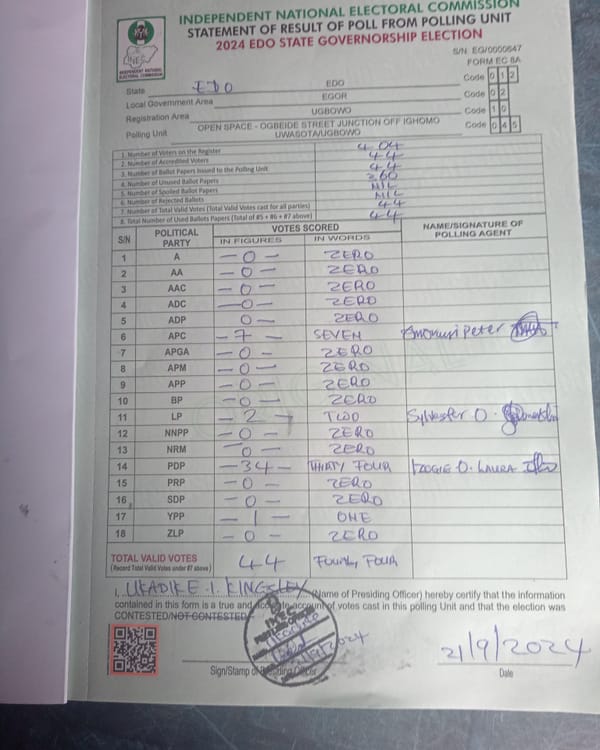 INDEPENDENT NATIONAL ELECTORAL COMMISSION
STATEMENT OF RESULT OF POLL FROM POLLING UNIT
2024 EDO STATE GOVERNORSHIP ELECTION
S/N EG/0000647
FORM EC 8A
INEC
INDEPENDENT NATIONAL ELECTORAL COMMISSION
State EDO EDO Code 0 1 2
Local Government Area EGOR Code 0 2
Registration Area UGBOWO Code 1 0
Polling Unit OPEN SPACE - OGBEIDE STREET JUNCTION OFF IGHOMO UWASOTA/UGBOWO Code 0 4 5
1. Number of Voters on the Register 404
2. Number of Accredited Voters 44
3. Number of Ballot Papers Issued to the Polling Unit
4. Number of Unused Ballot Papers
5. Number of Spoiled Ballot Papers NIL
6. Number of Rejected Ballots NIL
7. Number of Total Valid Votes (Total Valid Votes cast for all parties) 44
8. Total Number of Used Ballots Papers (Total of #5 + #6 + #7 above) 44
S/N POLITICAL PARTY VOTES SCORED NAME/SIGNATURE OF POLLING AGENT
IN FIGURES IN WORDS
1 A -0- ZERO
2 AA -0- ZERO
3 AAC -0- ZERO
4 ADC -0- ZERO
5 ADP 0- ZERO
6 APC -7- SEVEN Peter
7 APGA -0- ZERO
8 APM -0- ZERO
9 APP -0- ZERO
10 BP -0- ZERO
11 LP -2- TWO Sylvester O.
12 NNPP -0- ZERO
13 NRM -0- ZERO
14 PDP -34- THIRTY FOUR IZOGIE O. LAURA
15 PRP -0- ZERO
16 SDP -0- ZERO
17 YPP -1- ONE
18 ZLP -0- ZERO
TOTAL VALID VOTES 44 FOUR, FOUR
(Record Total Valid Votes under #7 above)
I, UKADIKE .I. KINGSLEY (Name of Presiding Officer) hereby certify that the information
contained in this form is a true and accurate account of votes cast in this polling Unit and that the election was
CONTESTED/NOT CONTESTED
21/9/2024
Sign/Stamp of Presiding Officer
Date